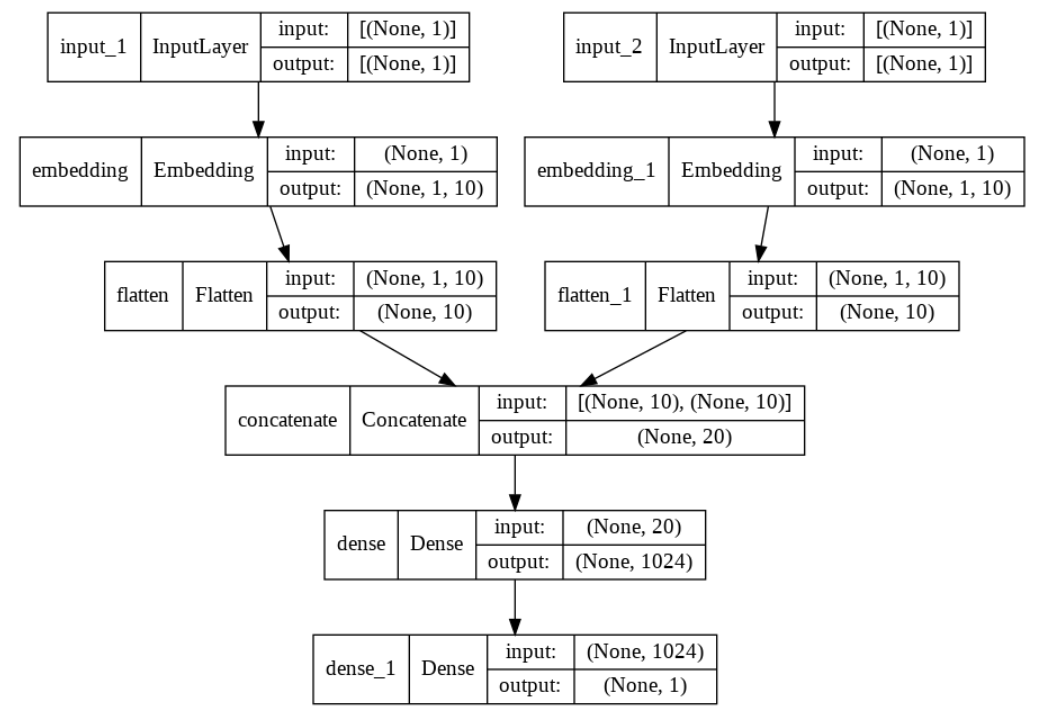 input_1 InputLayer input: [(None, 1)]
output: [(None, 1)]
input_2 InputLayer input: [(None, 1)]
output: [(None, 1)]
embedding Embedding input: (None, 1)
output: (None, 1, 10)
embedding_1 Embedding input: (None, 1)
output: (None, 1, 10)
flatten Flatten input: (None, 1, 10)
output: (None, 10)
flatten_1 Flatten input: (None, 1, 10)
output: (None, 10)
concatenate Concatenate input: [(None, 10), (None, 10)]
output: (None, 20)
dense Dense input: (None, 20)
output: (None, 1024)
dense_1 Dense input: (None, 1024)
output: (None, 1)